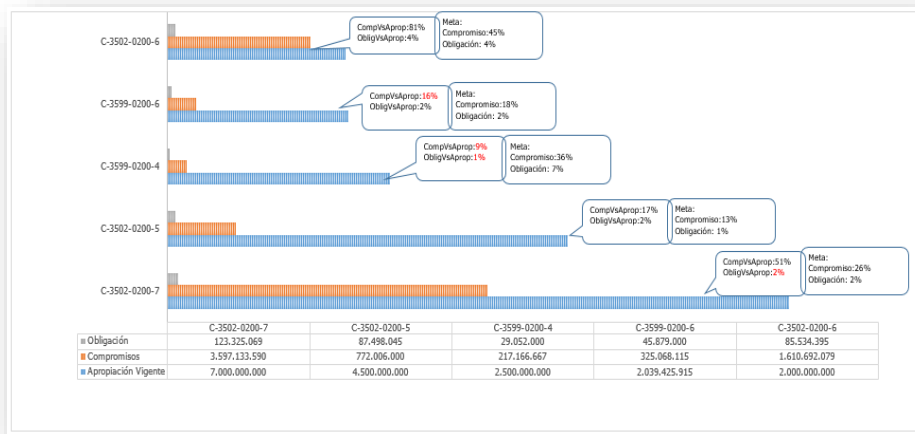 C-3502-0200-6
CompVsAprop:81%
ObligVsAprop:4%
Meta:
Compromiso:45%
Obligación: 4%
C-3599-0200-6
CompVsAprop:16%
ObligVsAprop:2%
Meta:
Compromiso:18%
Obligación: 2%
C-3599-0200-4
CompVsAprop:9%
ObligVsAprop:1%
Meta:
Compromiso:36%
Obligación: 7%
C-3502-0200-5
CompVsAprop:17%
ObligVsAprop:2%
Meta:
Compromiso:13%
Obligación: 1%
C-3502-0200-7
CompVsAprop:51%
ObligVsAprop:2%
Meta:
Compromiso:26%
Obligación: 2%
C-3502-0200-7 C-3502-0200-5 C-3599-0200-4 C-3599-0200-6 C-3502-0200-6
Obligación 123.325.069 87.498.045 29.052.000 45.879.000 85.534.395
Compromisos 3.597.133.590 772.006.000 217.166.667 325.068.115 1.610.692.079
Apropiación Vigente 7.000.000.000 4.500.000.000 2.500.000.000 2.039.425.915 2.000.000.000